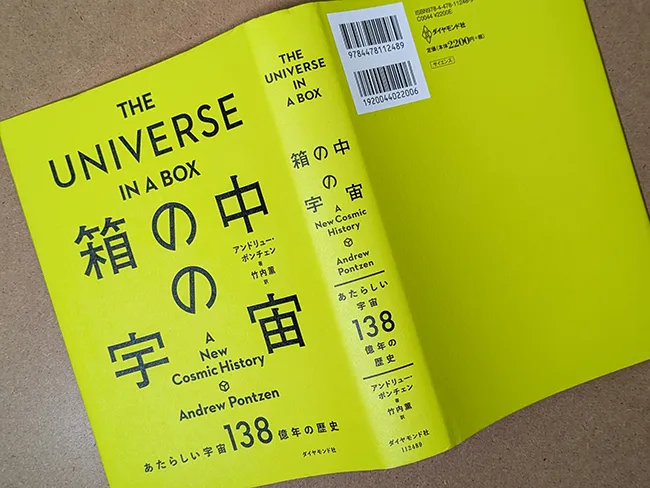 THE
UNIVERSE
IN A BOX
箱の中
の
宇宙
アンドリュー・
ポンチェン
著
竹内薫
訳
A
New
Cosmic History
Andrew Pontzen
あたらしい宇宙138億年の歴史
ダイヤモンド社
THE
UNIVERSE
IN
A BOX
箱の中
の
宇宙
A
New Cosmic
History
Andrew
Pontzen
あたらしい
宇宙
138
億年の
歴史
アンドリュー・
ポンチェン
著
竹内薫
訳
ダイヤモンド社
112489
9784478112489
1920044022006
C0044 ¥2200E
ダイヤモンド社
定価[本体2200円+税]
サイエンス